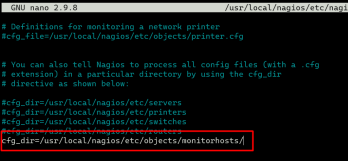 GNU nano 2.9.8 /usr/local/nagios/etc/nagi
# Definitions for monitoring a network printer
#cfg_file=/usr/local/nagios/etc/objects/printer.cfg
# You can also tell Nagios to process all config files (with a .cfg
# extension) in a particular directory by using the cfg_dir
# directive as shown below:
#cfg_dir=/usr/local/nagios/etc/servers
#cfg_dir=/usr/local/nagios/etc/printers
#cfg_dir=/usr/local/nagios/etc/switches
#cfg_dir=/usr/local/nagios/etc/routers
cfg_dir=/usr/local/nagios/etc/objects/monitorhosts/